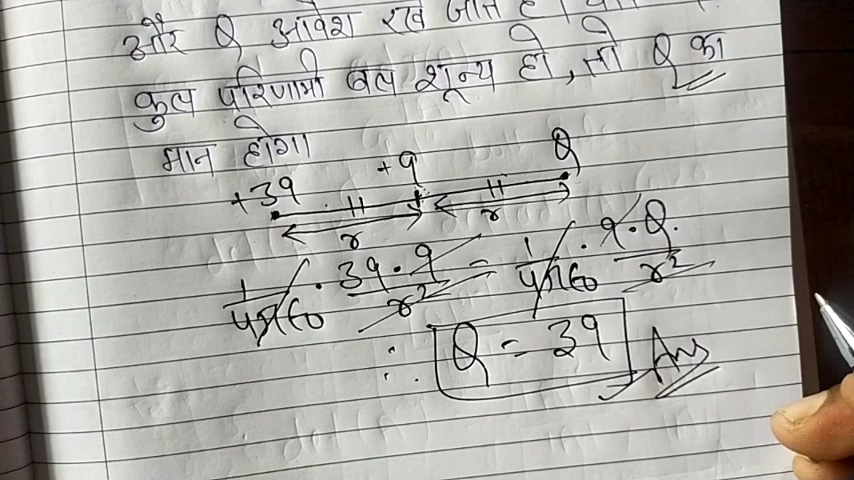 और Q आवेश रखे जाते है।
कुल परिणामी बल शून्य हो, तो Q का
मान होगा
+3q +q Q
r r
1/4πϵ0 · 3q·q/r² = 1/4πϵ0 · q·Q/r²
∴ Q = 3q Ans